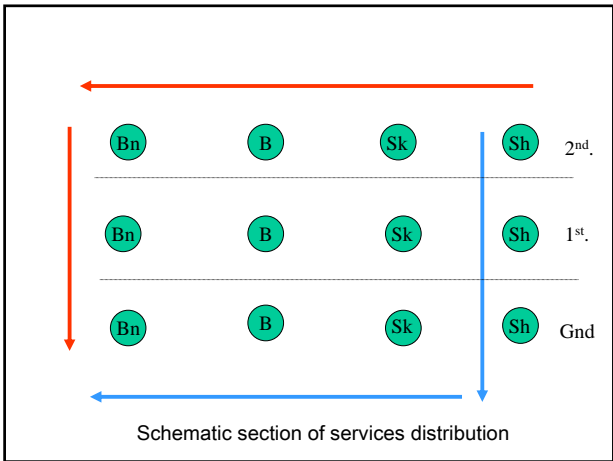 Bn B Sk Sh 2nd.
Bn B Sk Sh 1st.
Bn B Sk Sh Gnd
Schematic section of services distribution